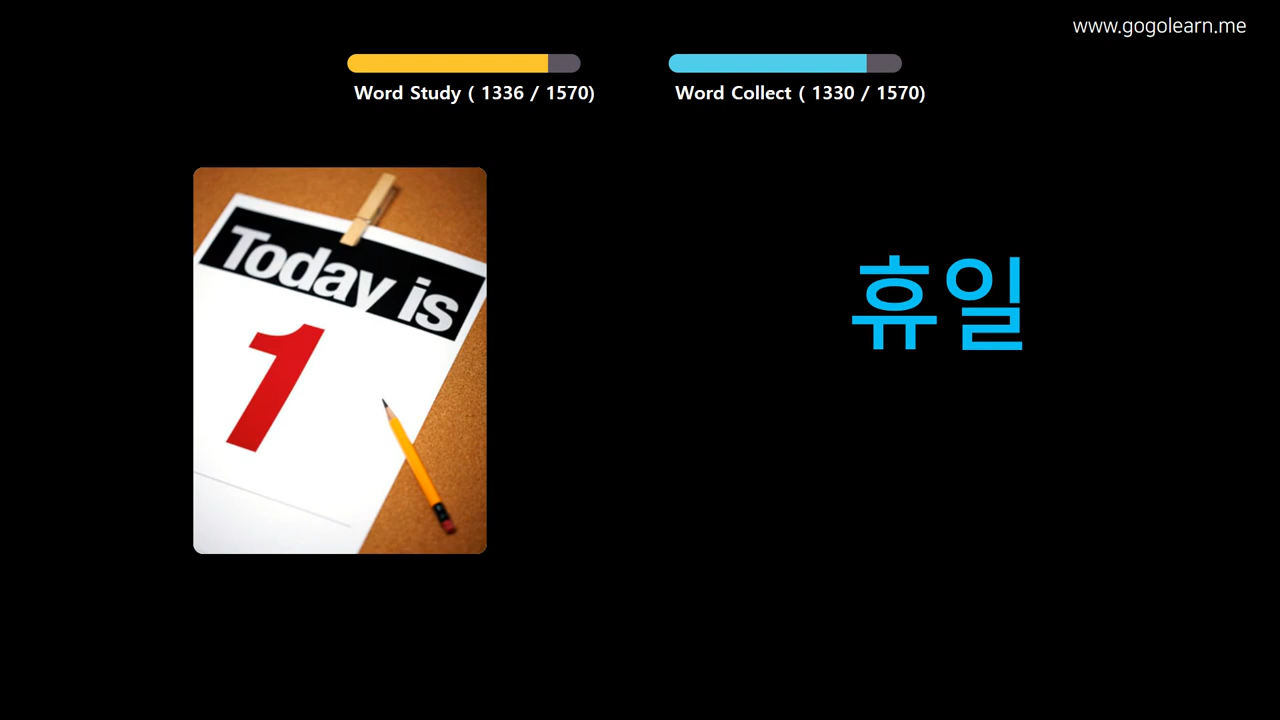 www.gogolearn.me
Word Study ( 1336 / 1570)
Word Collect ( 1330 / 1570)
Today is
1
휴일